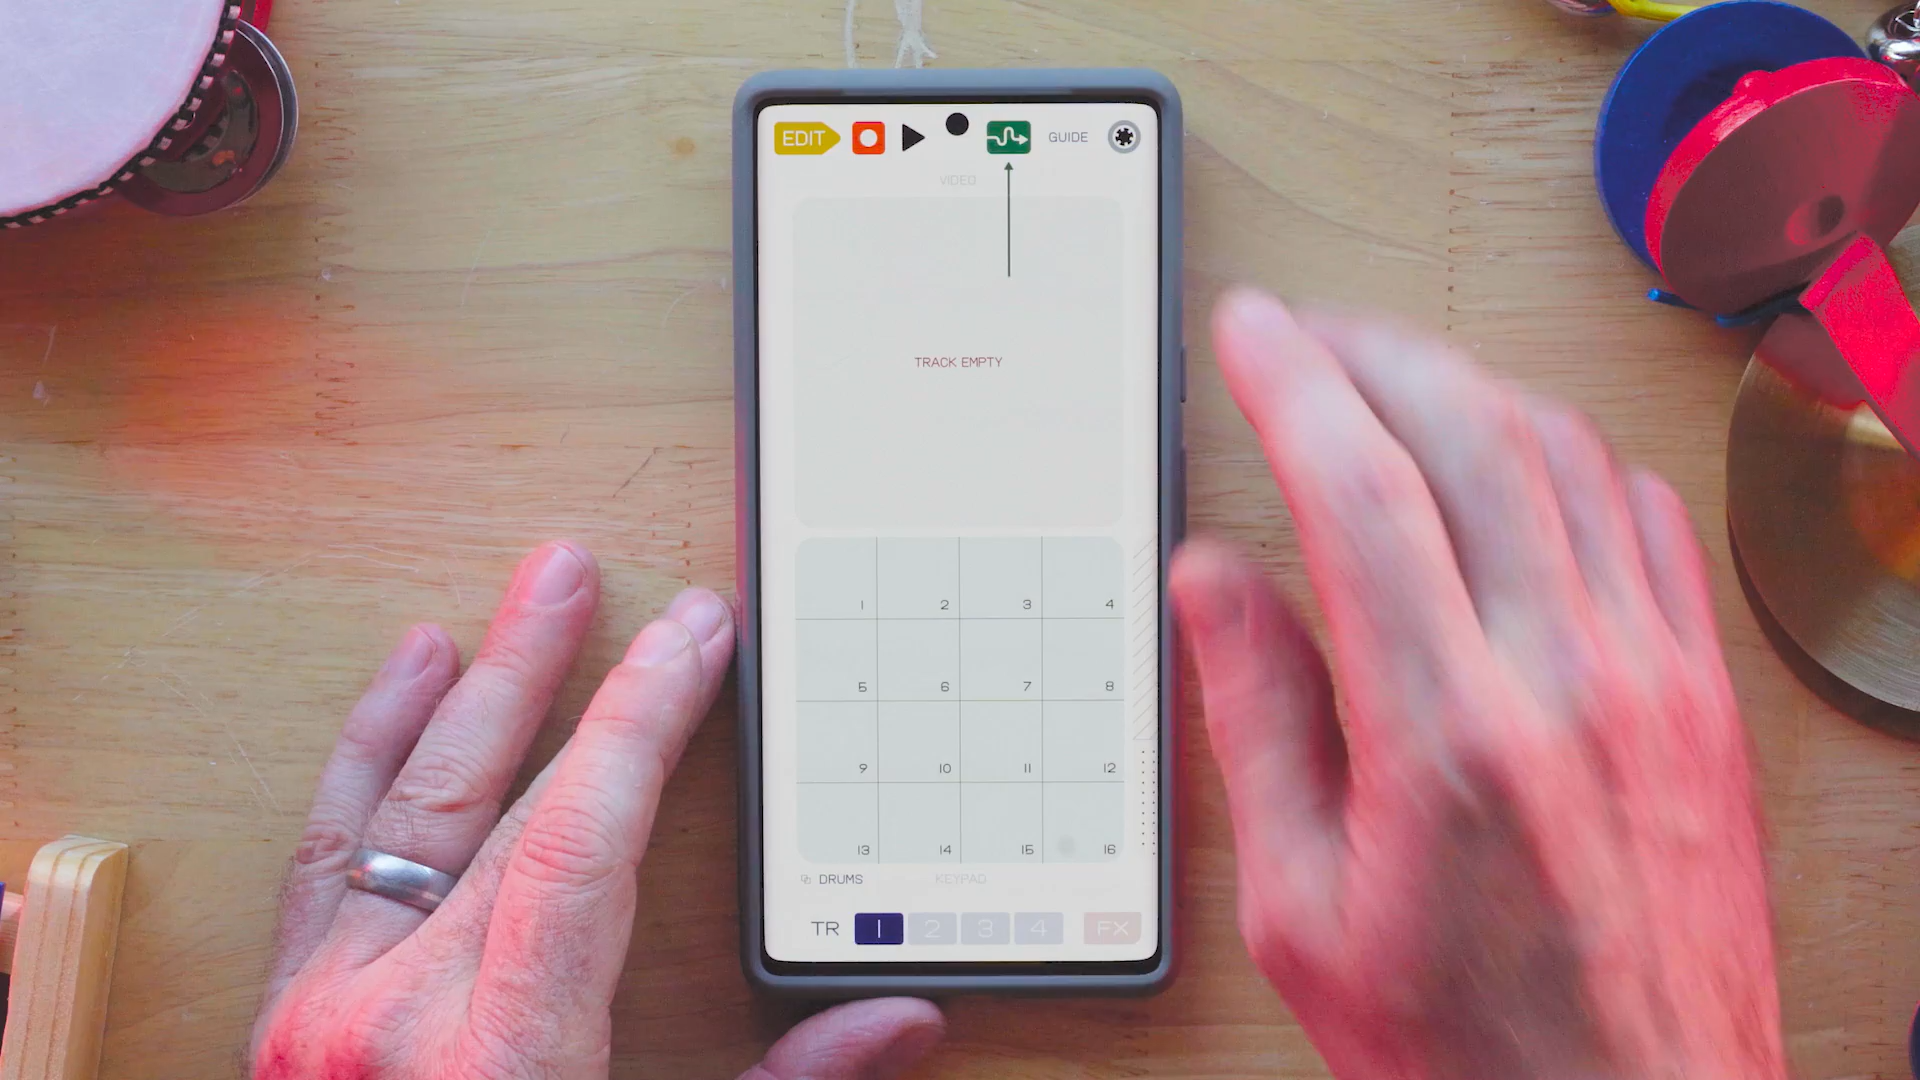 EDIT
GUIDE
VIDEO
TRACK EMPTY
1 2 3 4
5 6 7 8
9 10 11 12
13 14 15 16
DRUMS KEYPAD
TR 1 2 3 4 FX